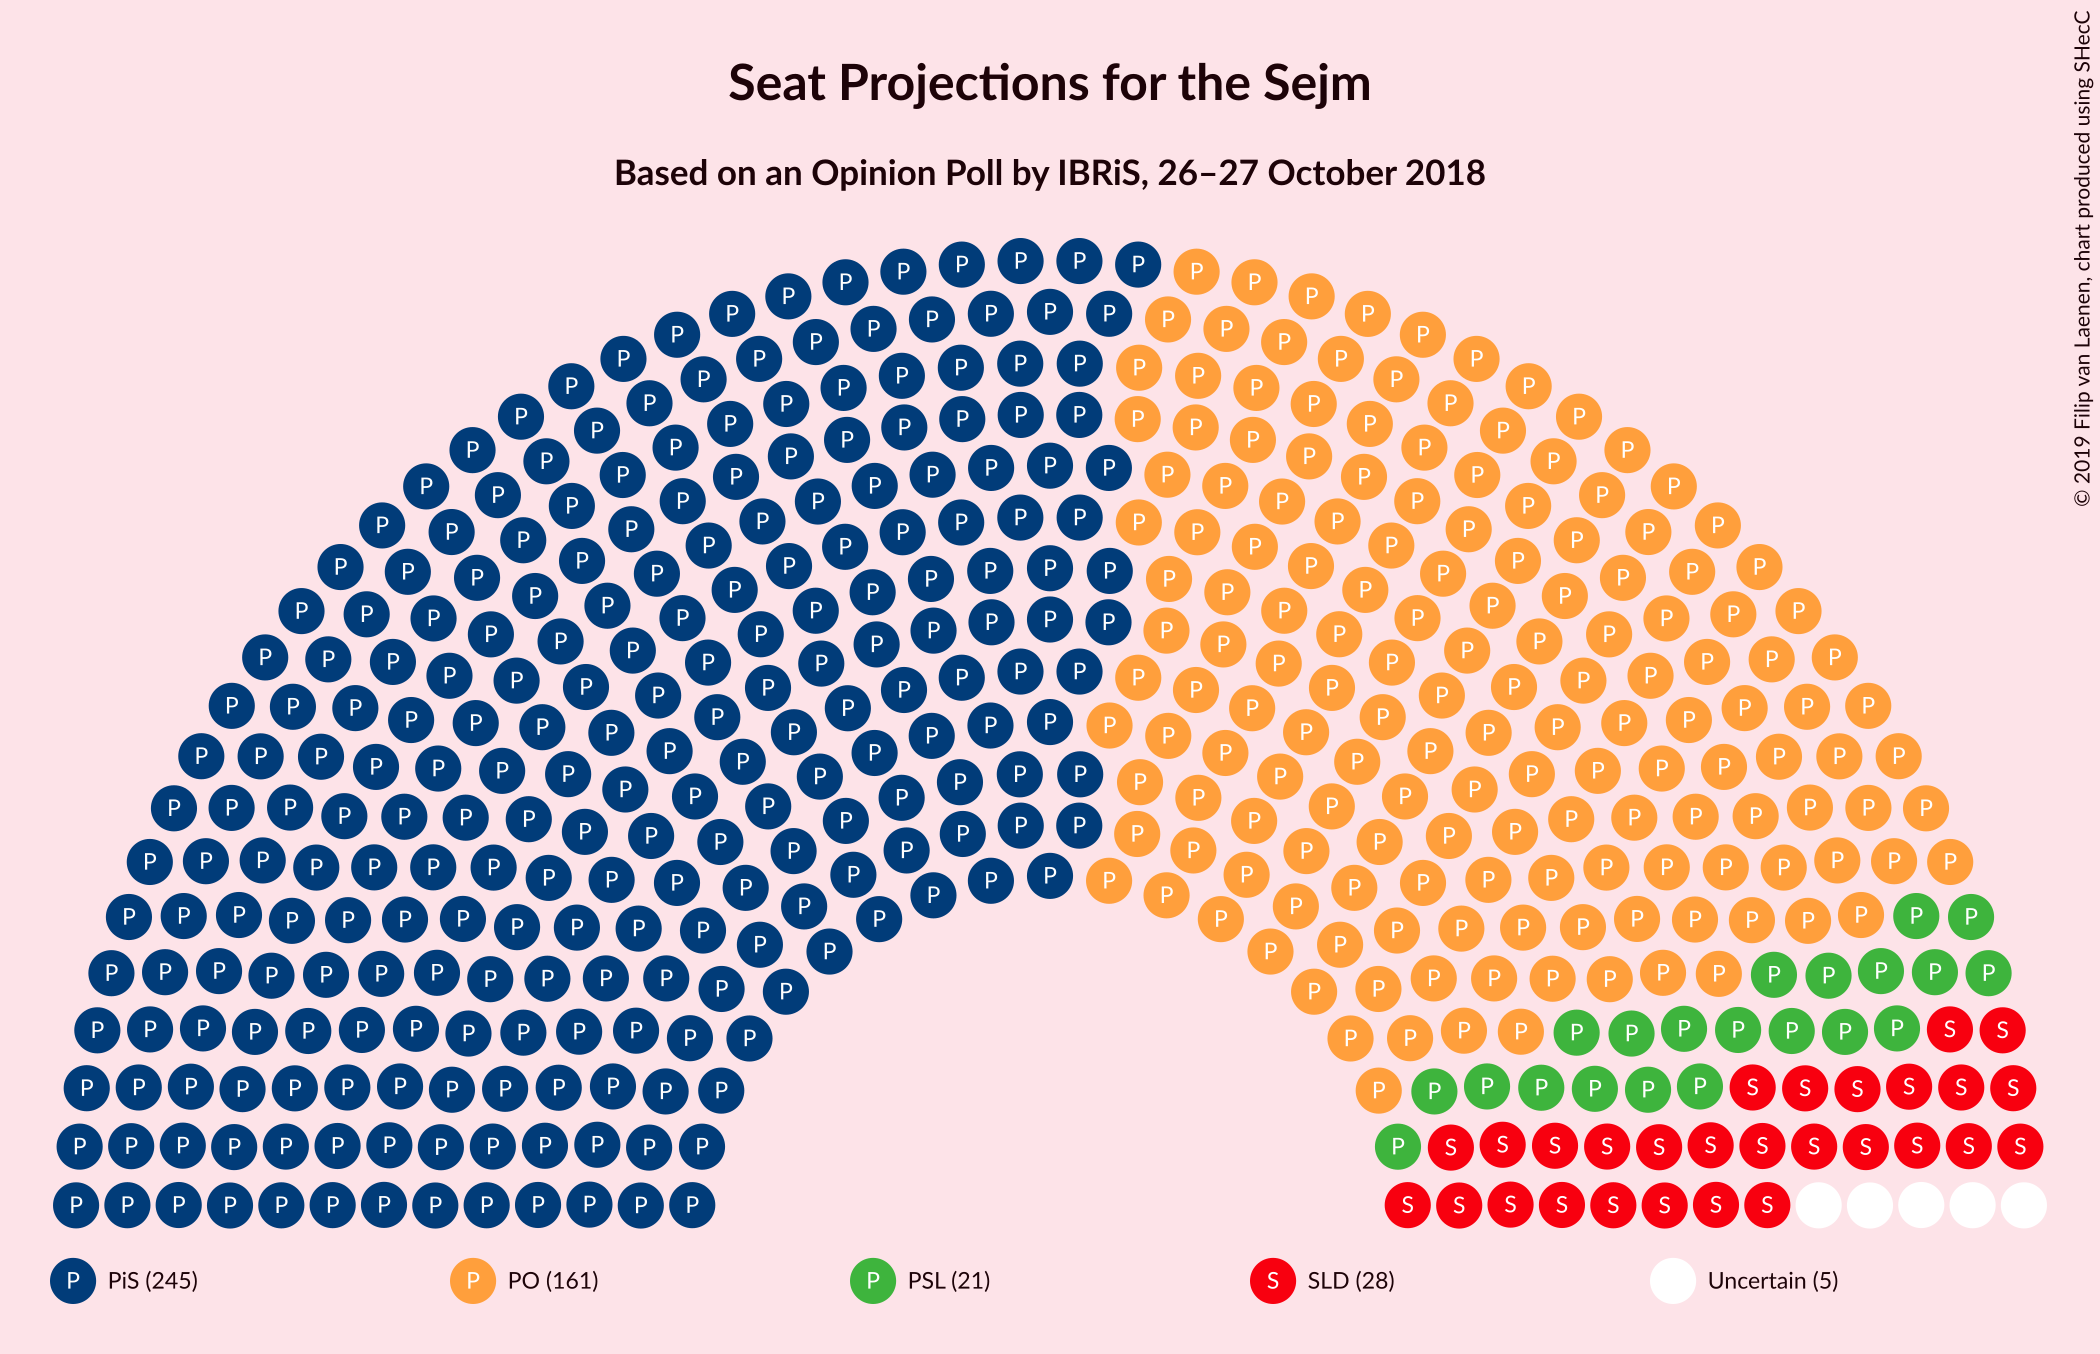 Seat Projections for the Sejm
Based on an Opinion Poll by IBRiS, 26–27 October 2018
© 2019 Filip van Laenen, chart produced using SHecC
P PiS (245)
P PO (161)
P PSL (21)
S SLD (28)
Uncertain (5)